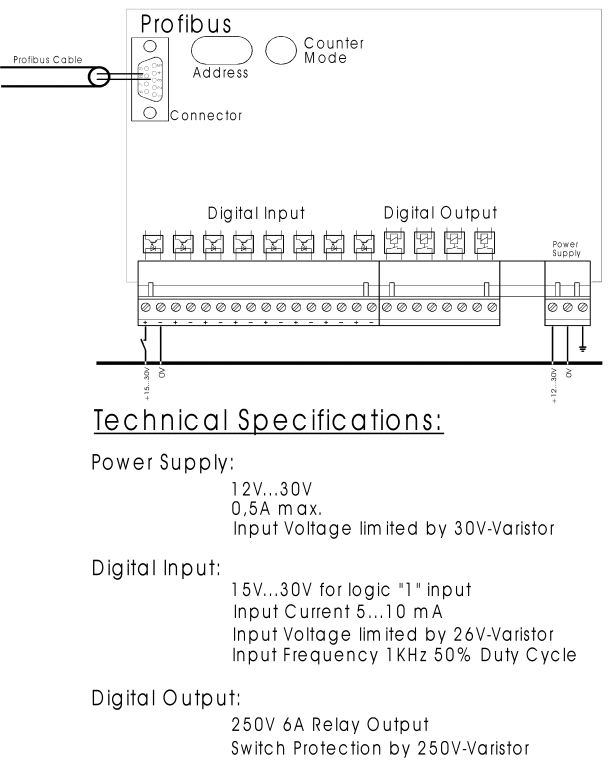 Profibus
Counter
Mode
Profibus Cable
Address
Connector
Digital Input
Digital Output
Power
Supply
+ - + - + - + - + - + - + - + -
+15...30V
0V
+12...30V
0V
Technical Specifications:
Power Supply:
12V...30V
0,5A max.
Input Voltage limited by 30V-Varistor
Digital Input:
15V...30V for logic "1" input
Input Current 5...10 mA
Input Voltage limited by 26V-Varistor
Input Frequency 1KHz 50% Duty Cycle
Digital Output:
250V 6A Relay Output
Switch Protection by 250V-Varistor